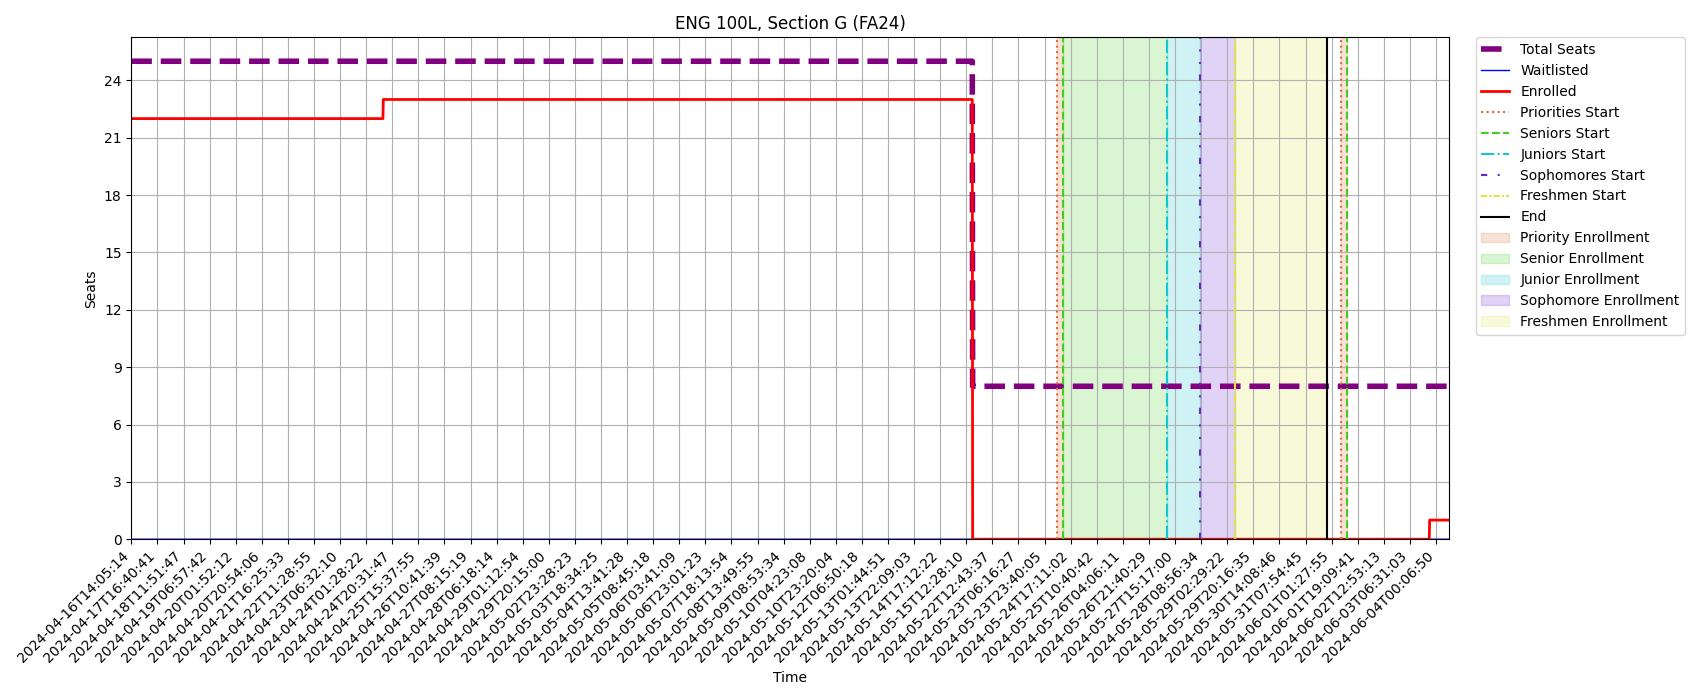 ENG 100L, Section G (FA24)
Seats
24
21
18
15
12
9
6
3
0
2024-04-16T14:05:14
2024-04-17T16:40:41
2024-04-18T11:51:47
2024-04-19T06:57:42
2024-04-20T01:52:12
2024-04-20T20:54:06
2024-04-21T16:25:33
2024-04-22T11:28:55
2024-04-23T06:32:10
2024-04-24T01:28:22
2024-04-24T20:31:47
2024-04-25T15:37:55
2024-04-26T10:41:39
2024-04-27T08:15:19
2024-04-28T06:18:14
2024-04-29T01:12:54
2024-04-29T20:15:00
2024-05-02T23:28:23
2024-05-03T18:34:25
2024-05-04T13:41:28
2024-05-05T08:45:18
2024-05-06T03:41:09
2024-05-06T23:01:23
2024-05-07T18:13:54
2024-05-08T13:49:55
2024-05-09T08:53:34
2024-05-10T04:23:08
2024-05-10T23:20:04
2024-05-12T06:50:18
2024-05-13T01:44:51
2024-05-13T22:09:03
2024-05-14T17:12:22
2024-05-15T12:28:10
2024-05-22T12:43:37
2024-05-23T06:16:27
2024-05-23T23:40:05
2024-05-24T17:11:02
2024-05-25T10:40:42
2024-05-26T04:06:11
2024-05-26T21:40:29
2024-05-27T15:17:00
2024-05-28T08:56:34
2024-05-29T02:29:22
2024-05-29T20:16:35
2024-05-30T14:08:46
2024-05-31T07:54:45
2024-06-01T01:27:55
2024-06-01T19:09:41
2024-06-02T12:53:13
2024-06-03T06:31:03
2024-06-04T00:06:50
Time
Total Seats
Waitlisted
Enrolled
Priorities Start
Seniors Start
Juniors Start
Sophomores Start
Freshmen Start
End
Priority Enrollment
Senior Enrollment
Junior Enrollment
Sophomore Enrollment
Freshmen Enrollment